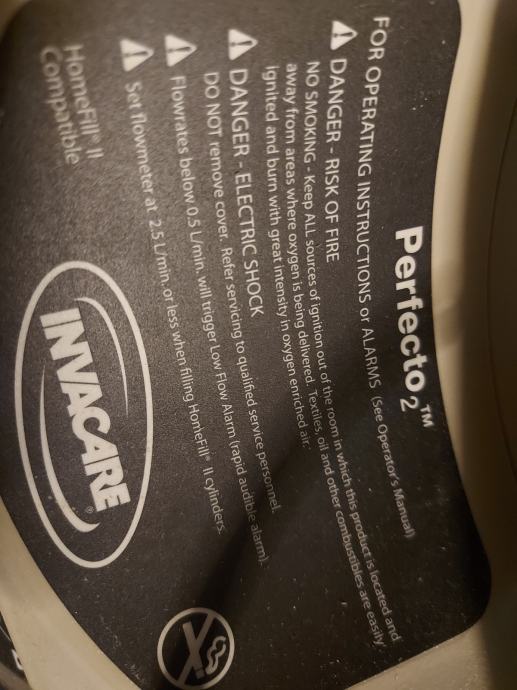 Perfecto₂™
FOR OPERATING INSTRUCTIONS or ALARMS (See Operator's Manual)
DANGER - RISK OF FIRE
NO SMOKING - Keep ALL sources of ignition out of the room in which this product is located and
away from areas where oxygen is being delivered. Textiles, oil and other combustibles are easily
ignited and burn with great intensity in oxygen enriched air.
DANGER - ELECTRIC SHOCK
DO NOT remove cover. Refer servicing to qualified service personnel.
Flowrates below 0.5 L/min. will trigger Low Flow Alarm (rapid audible alarm).
Set flowmeter at 2.5 L/min. or less when filling HomeFill® II cylinders.
HomeFill® II
Compatible
INVACARE®